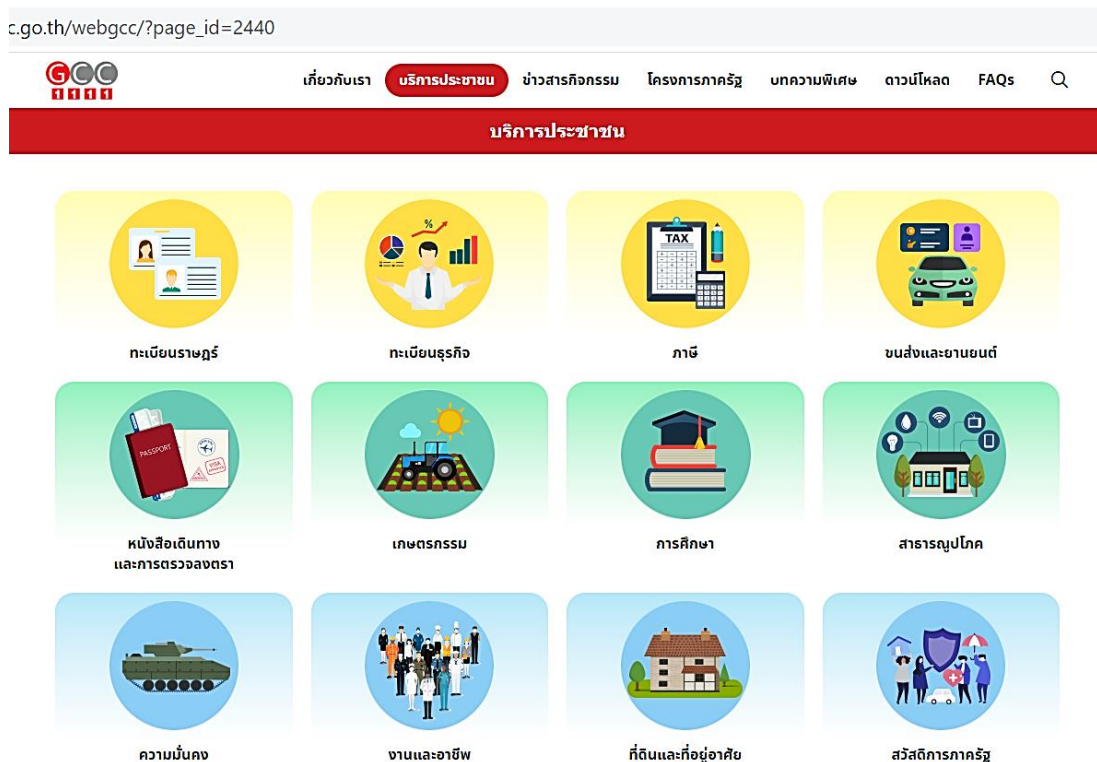 c.go.th/webgcc/?page_id=2440
GCC
1111
เกี่ยวกับเรา บริการประชาชน ข่าวสารกิจกรรม โครงการภาครัฐ บทความพิเศษ ดาวน์โหลด FAQs
บริการประชาชน
%
TAX
ทะเบียนราษฎร์ ทะเบียนธุรกิจ ภาษี ขนส่งและยานยนต์
PASSPORT
VISA
หนังสือเดินทาง
และการตรวจลงตรา
เกษตรกรรม การศึกษา สาธารณูปโภค
ความมั่นคง งานและอาชีพ ที่ดินและที่อยู่อาศัย สวัสดิการภาครัฐ